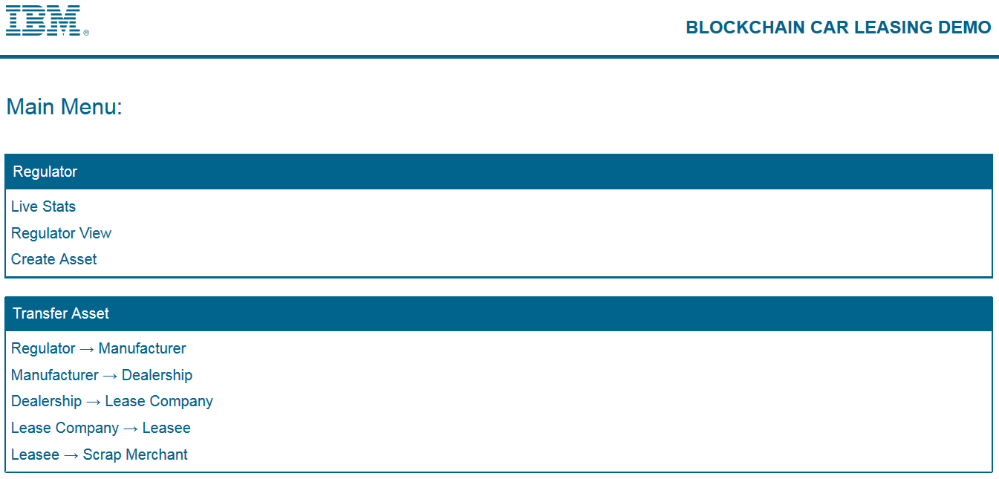 IBM®
BLOCKCHAIN CAR LEASING DEMO
Main Menu:
Regulator
Live Stats
Regulator View
Create Asset
Transfer Asset
Regulator → Manufacturer
Manufacturer → Dealership
Dealership → Lease Company
Lease Company → Leasee
Leasee → Scrap Merchant